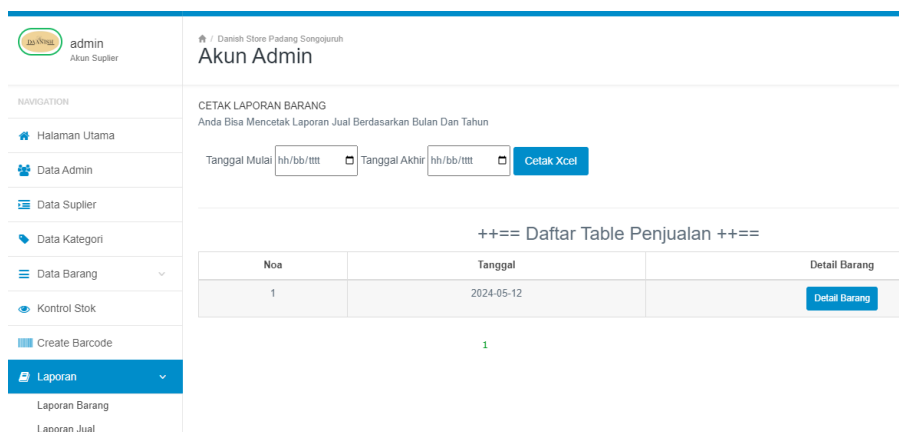 DANISH
admin
Akun Suplier
/ Danish Store Padang Songojuruh
Akun Admin
NAVIGATION
Halaman Utama
Data Admin
Data Suplier
Data Kategori
Data Barang
Kontrol Stok
Create Barcode
Laporan
Laporan Barang
Laporan Jual
CETAK LAPORAN BARANG
Anda Bisa Mencetak Laporan Jual Berdasarkan Bulan Dan Tahun
Tanggal Mulai hh/bb/tttt Tanggal Akhir hh/bb/tttt Cetak Xcel
++== Daftar Table Penjualan ++==
Noa Tanggal Detail Barang
1 2024-05-12 Detail Barang
1